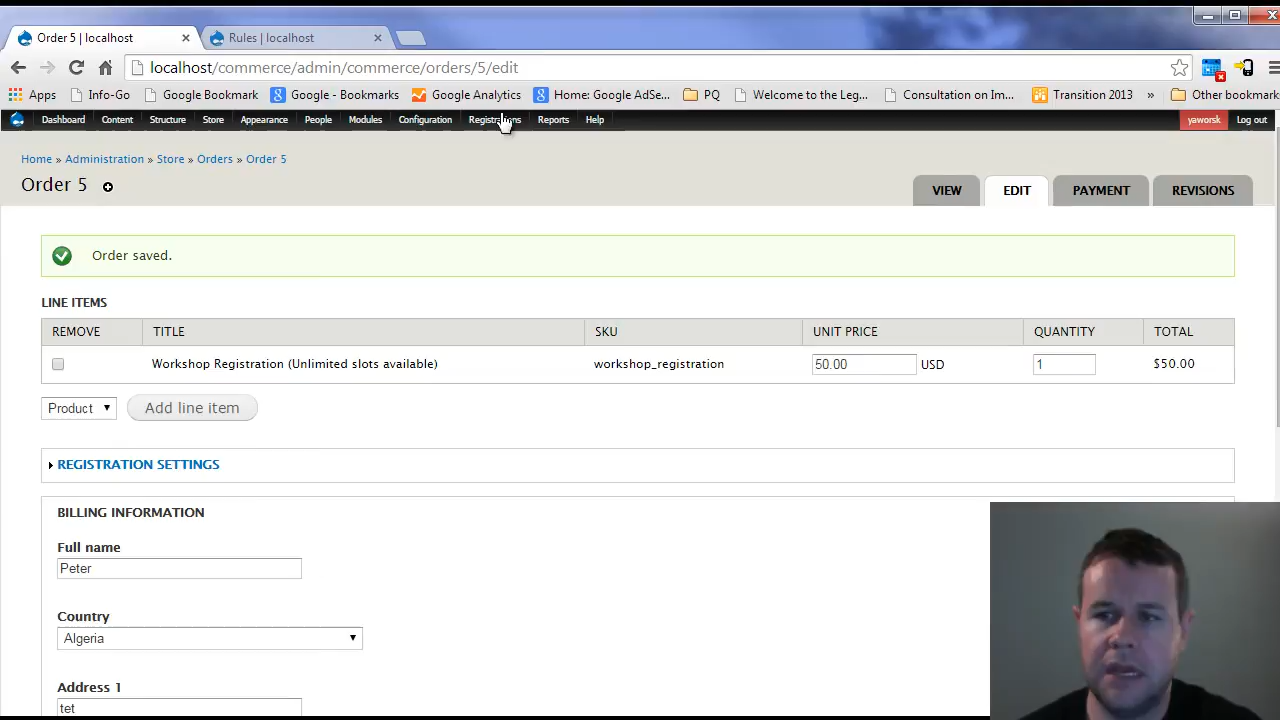 Order 5 | localhost
Rules | localhost
localhost/commerce/admin/commerce/orders/5/edit
Apps Info-Go Google Bookmark Google - Bookmarks Google Analytics Home: Google AdSe... PQ Welcome to the Leg... Consultation on Im... Transition 2013 » Other bookmark
Dashboard Content Structure Store Appearance People Modules Configuration Registrations Reports Help yaworsk Log out
Home » Administration » Store » Orders » Order 5
Order 5
VIEW EDIT PAYMENT REVISIONS
Order saved.
LINE ITEMS
REMOVE TITLE SKU UNIT PRICE QUANTITY TOTAL
Workshop Registration (Unlimited slots available) workshop_registration 50.00 USD 1 $50.00
Product Add line item
REGISTRATION SETTINGS
BILLING INFORMATION
Full name
Peter
Country
Algeria
Address 1
tet